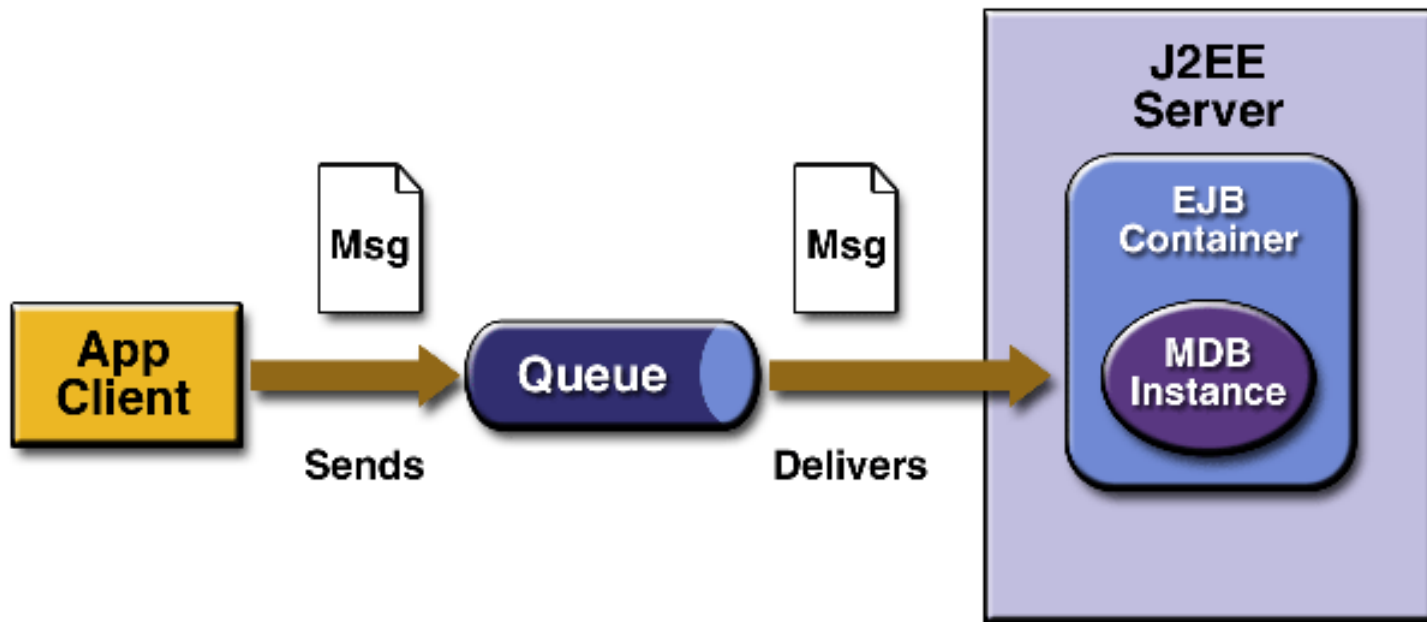 J2EE
Server
Msg
Msg
EJB
Container
App
Client
Queue
MDB
Instance
Sends
Delivers